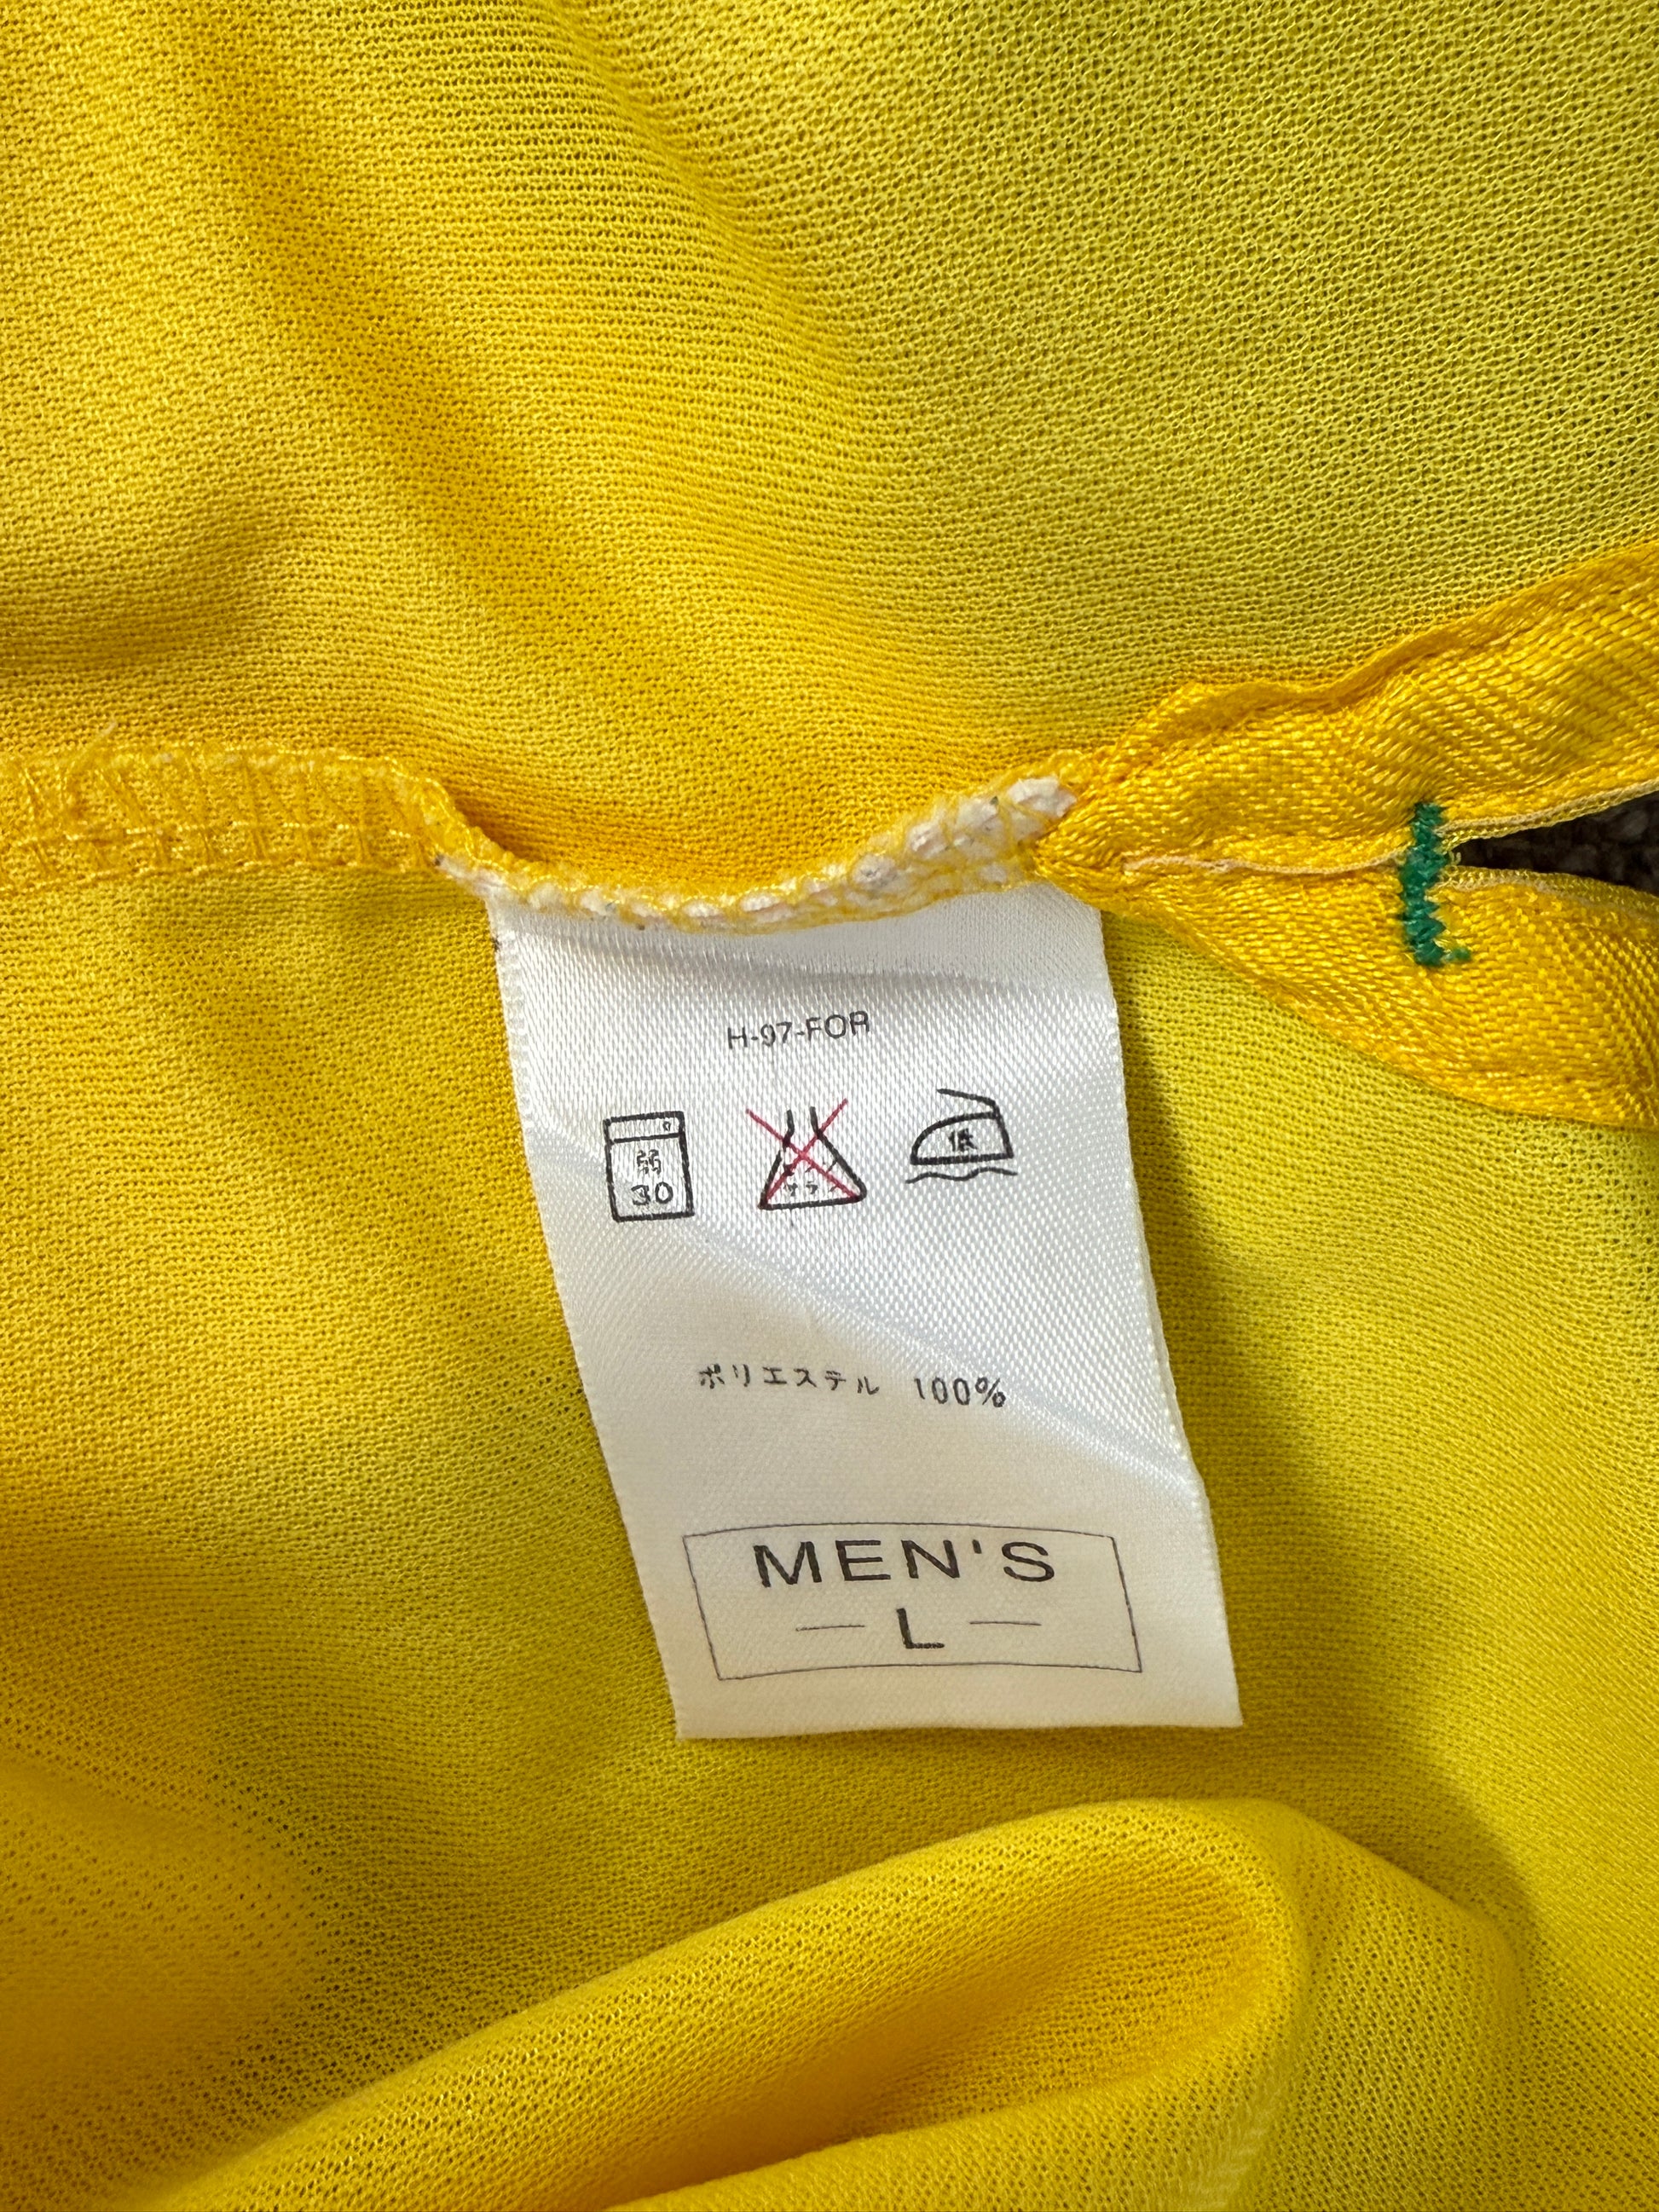 H-97-FOR
弱
30
低
ポリエステル 100%
MEN'S
— L —